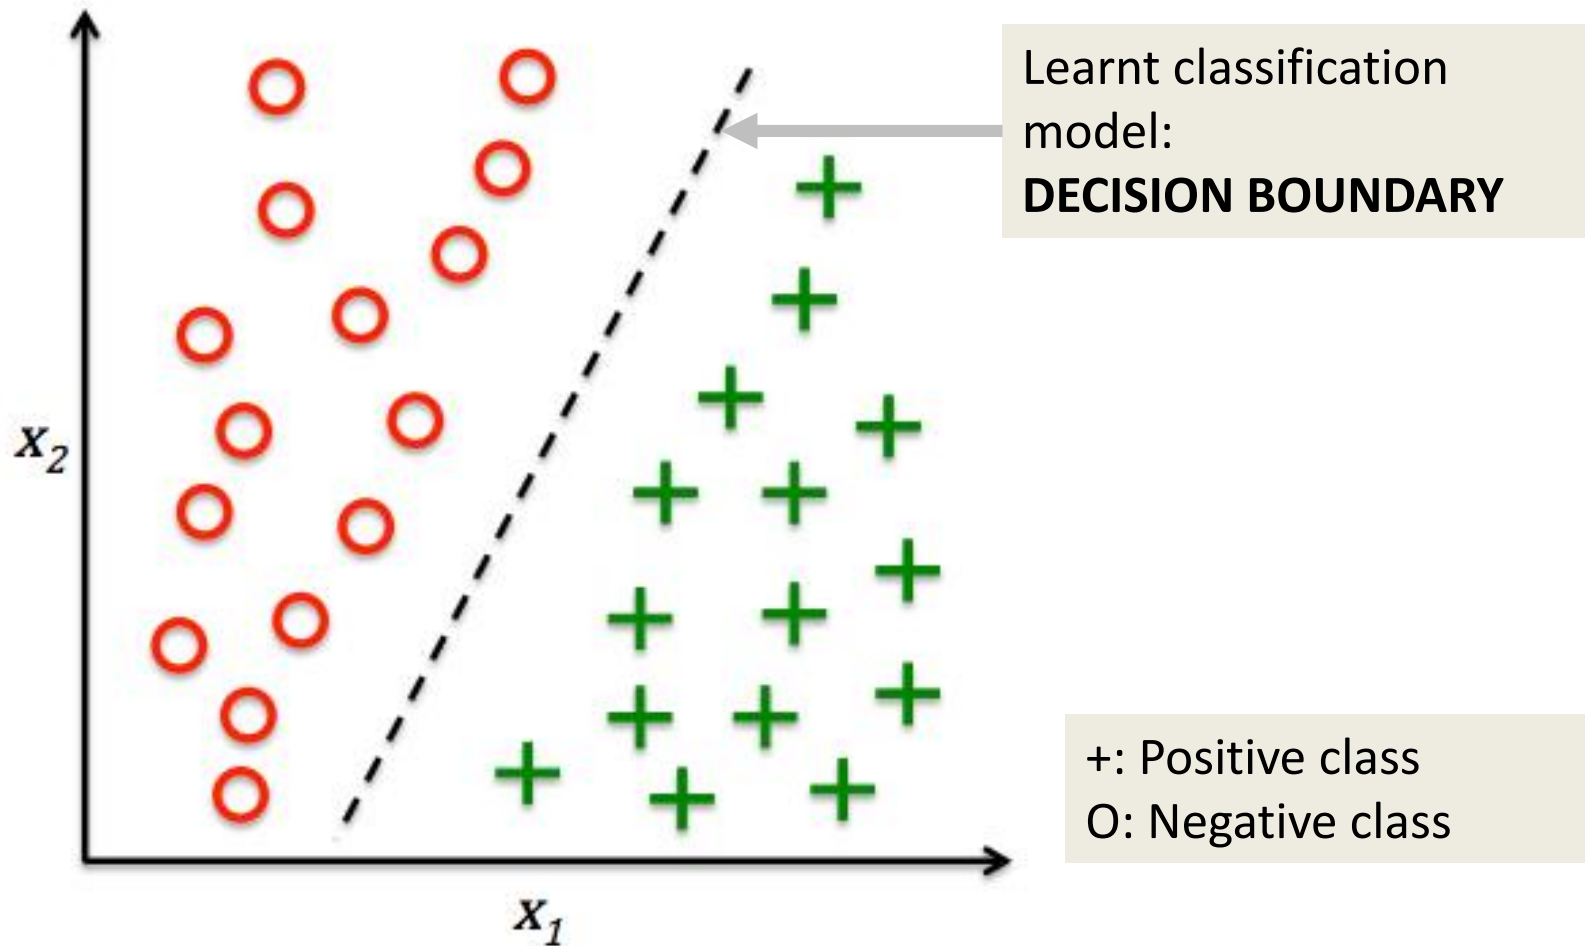 Learnt classification
model:
DECISION BOUNDARY
x₂
+: Positive class
O: Negative class
x₁